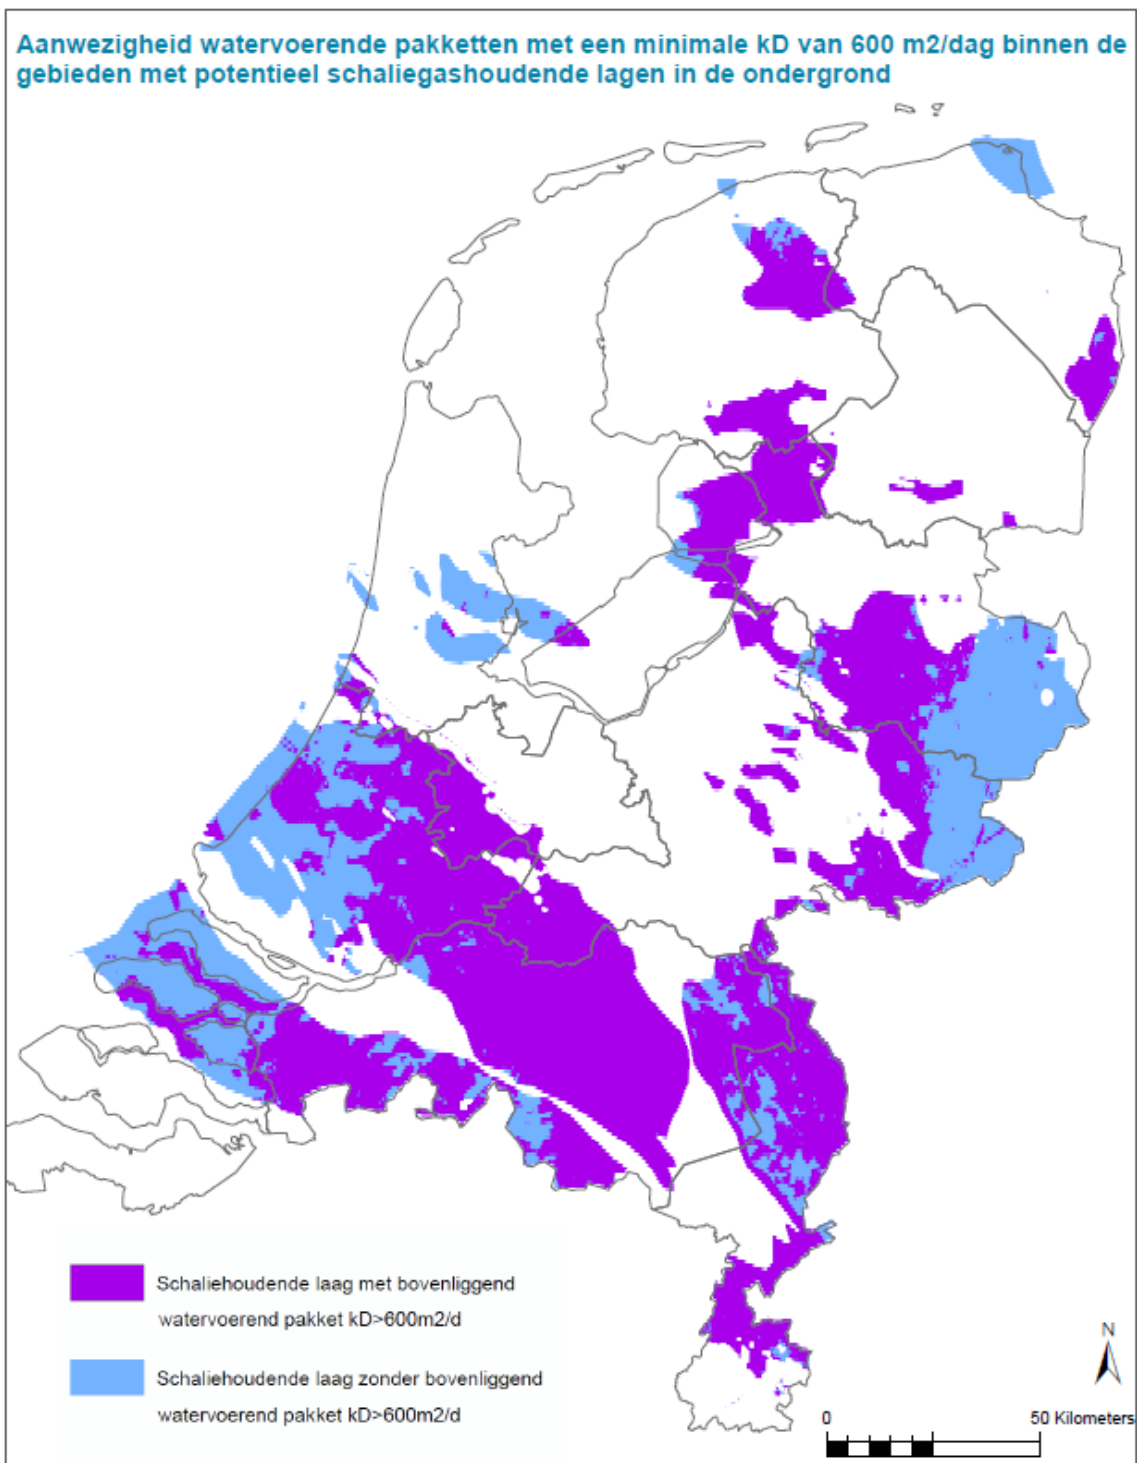 Aanwezigheid watervoerende pakketten met een minimale kD van 600 m2/dag binnen de
gebieden met potentieel schaliegashoudende lagen in de ondergrond
Schaliehoudende laag met bovenliggend
watervoerend pakket kD>600m2/d
Schaliehoudende laag zonder bovenliggend
watervoerend pakket kD>600m2/d
N
0 50 Kilometers